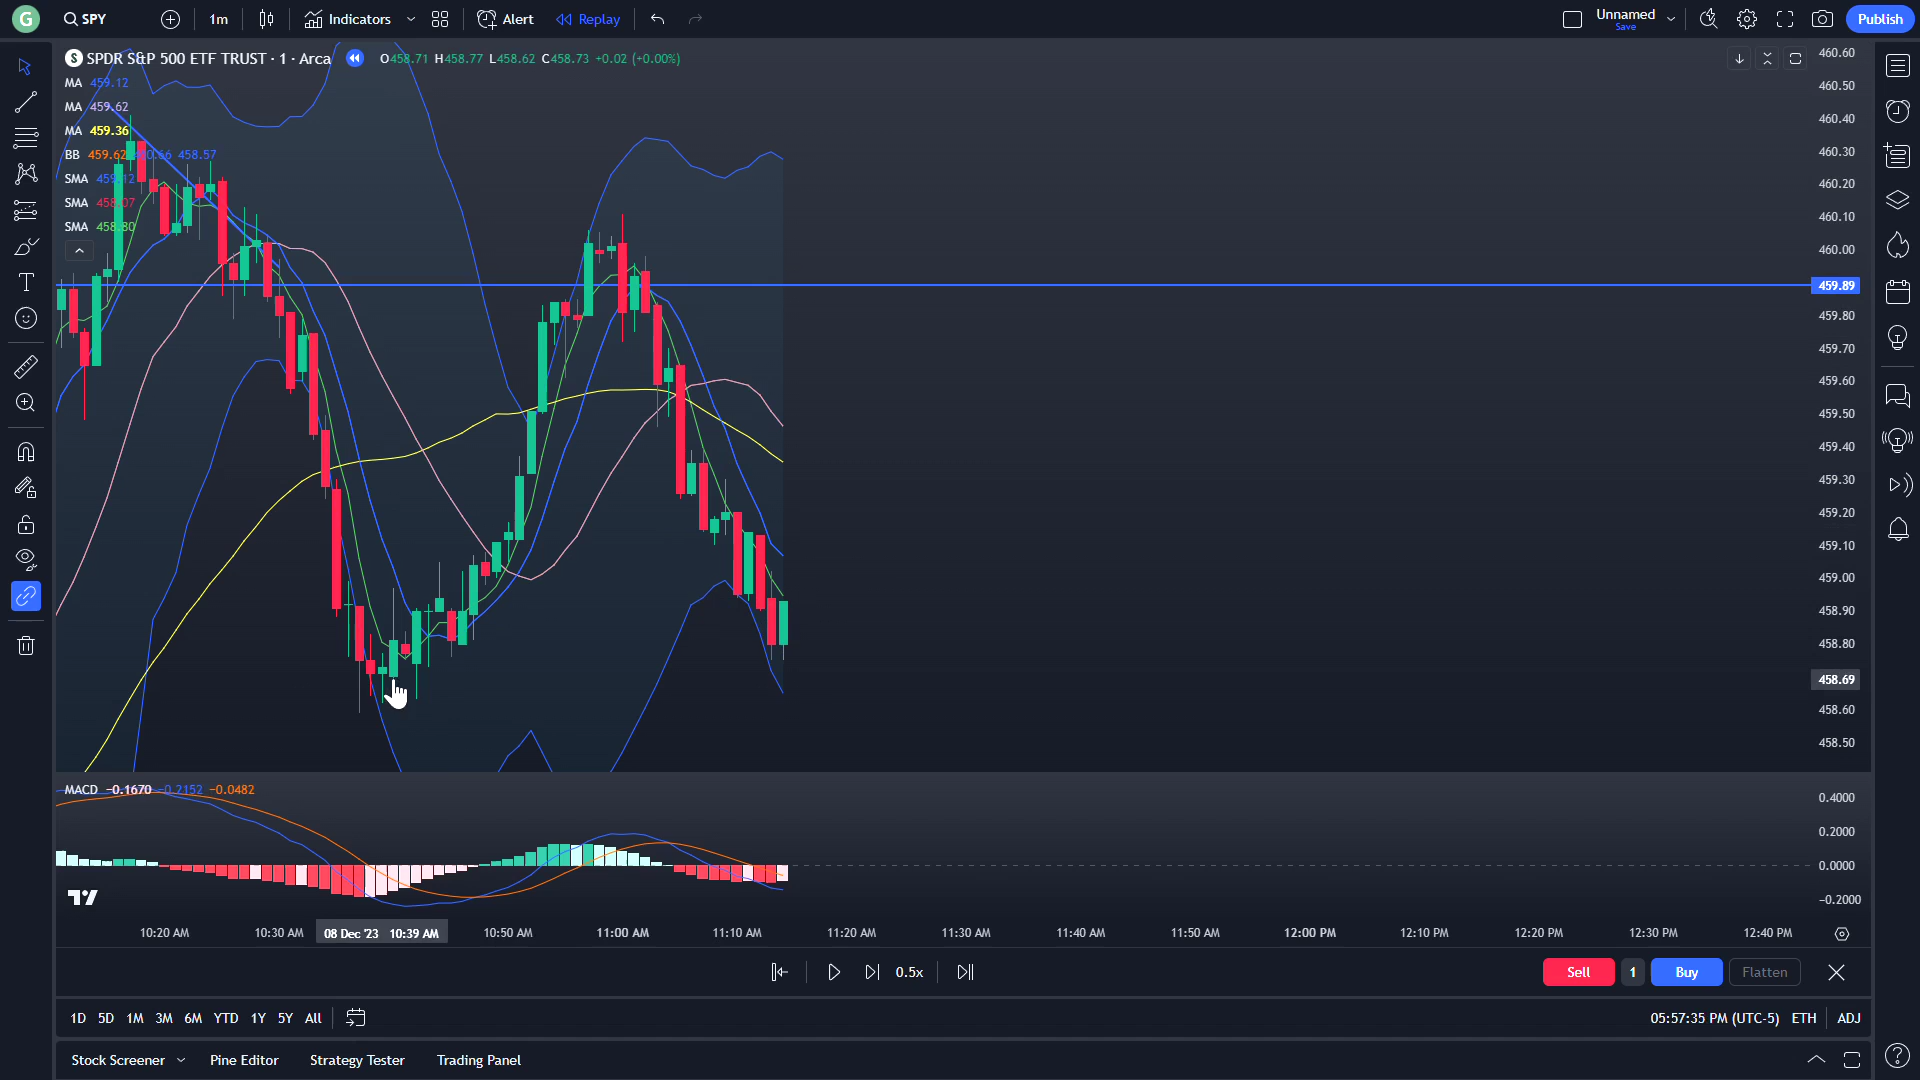 G SPY 1m Indicators Alert Replay Unnamed Save Publish
S SPDR S&P 500 ETF TRUST · 1 · Arca O458.71 H458.77 L458.62 C458.73 +0.02 (+0.00%)
MA 459.12
MA 459.62
MA 459.36
BB 459.62 460.66 458.57
SMA 459.12
SMA 458.07
SMA 458.80
460.60
460.50
460.40
460.30
460.20
460.10
460.00
459.89
459.80
459.70
459.60
459.50
459.40
459.30
459.20
459.10
459.00
458.90
458.80
458.69
458.60
458.50
MACD −0.1670 −0.2152 −0.0482
0.4000
0.2000
0.0000
−0.2000
10:20 AM 10:30 AM 08 Dec '23 10:39 AM 10:50 AM 11:00 AM 11:10 AM 11:20 AM 11:30 AM 11:40 AM 11:50 AM 12:00 PM 12:10 PM 12:20 PM 12:30 PM 12:40 PM
0.5x Sell 1 Buy Flatten
1D 5D 1M 3M 6M YTD 1Y 5Y All 05:57:35 PM (UTC-5) ETH ADJ
Stock Screener Pine Editor Strategy Tester Trading Panel